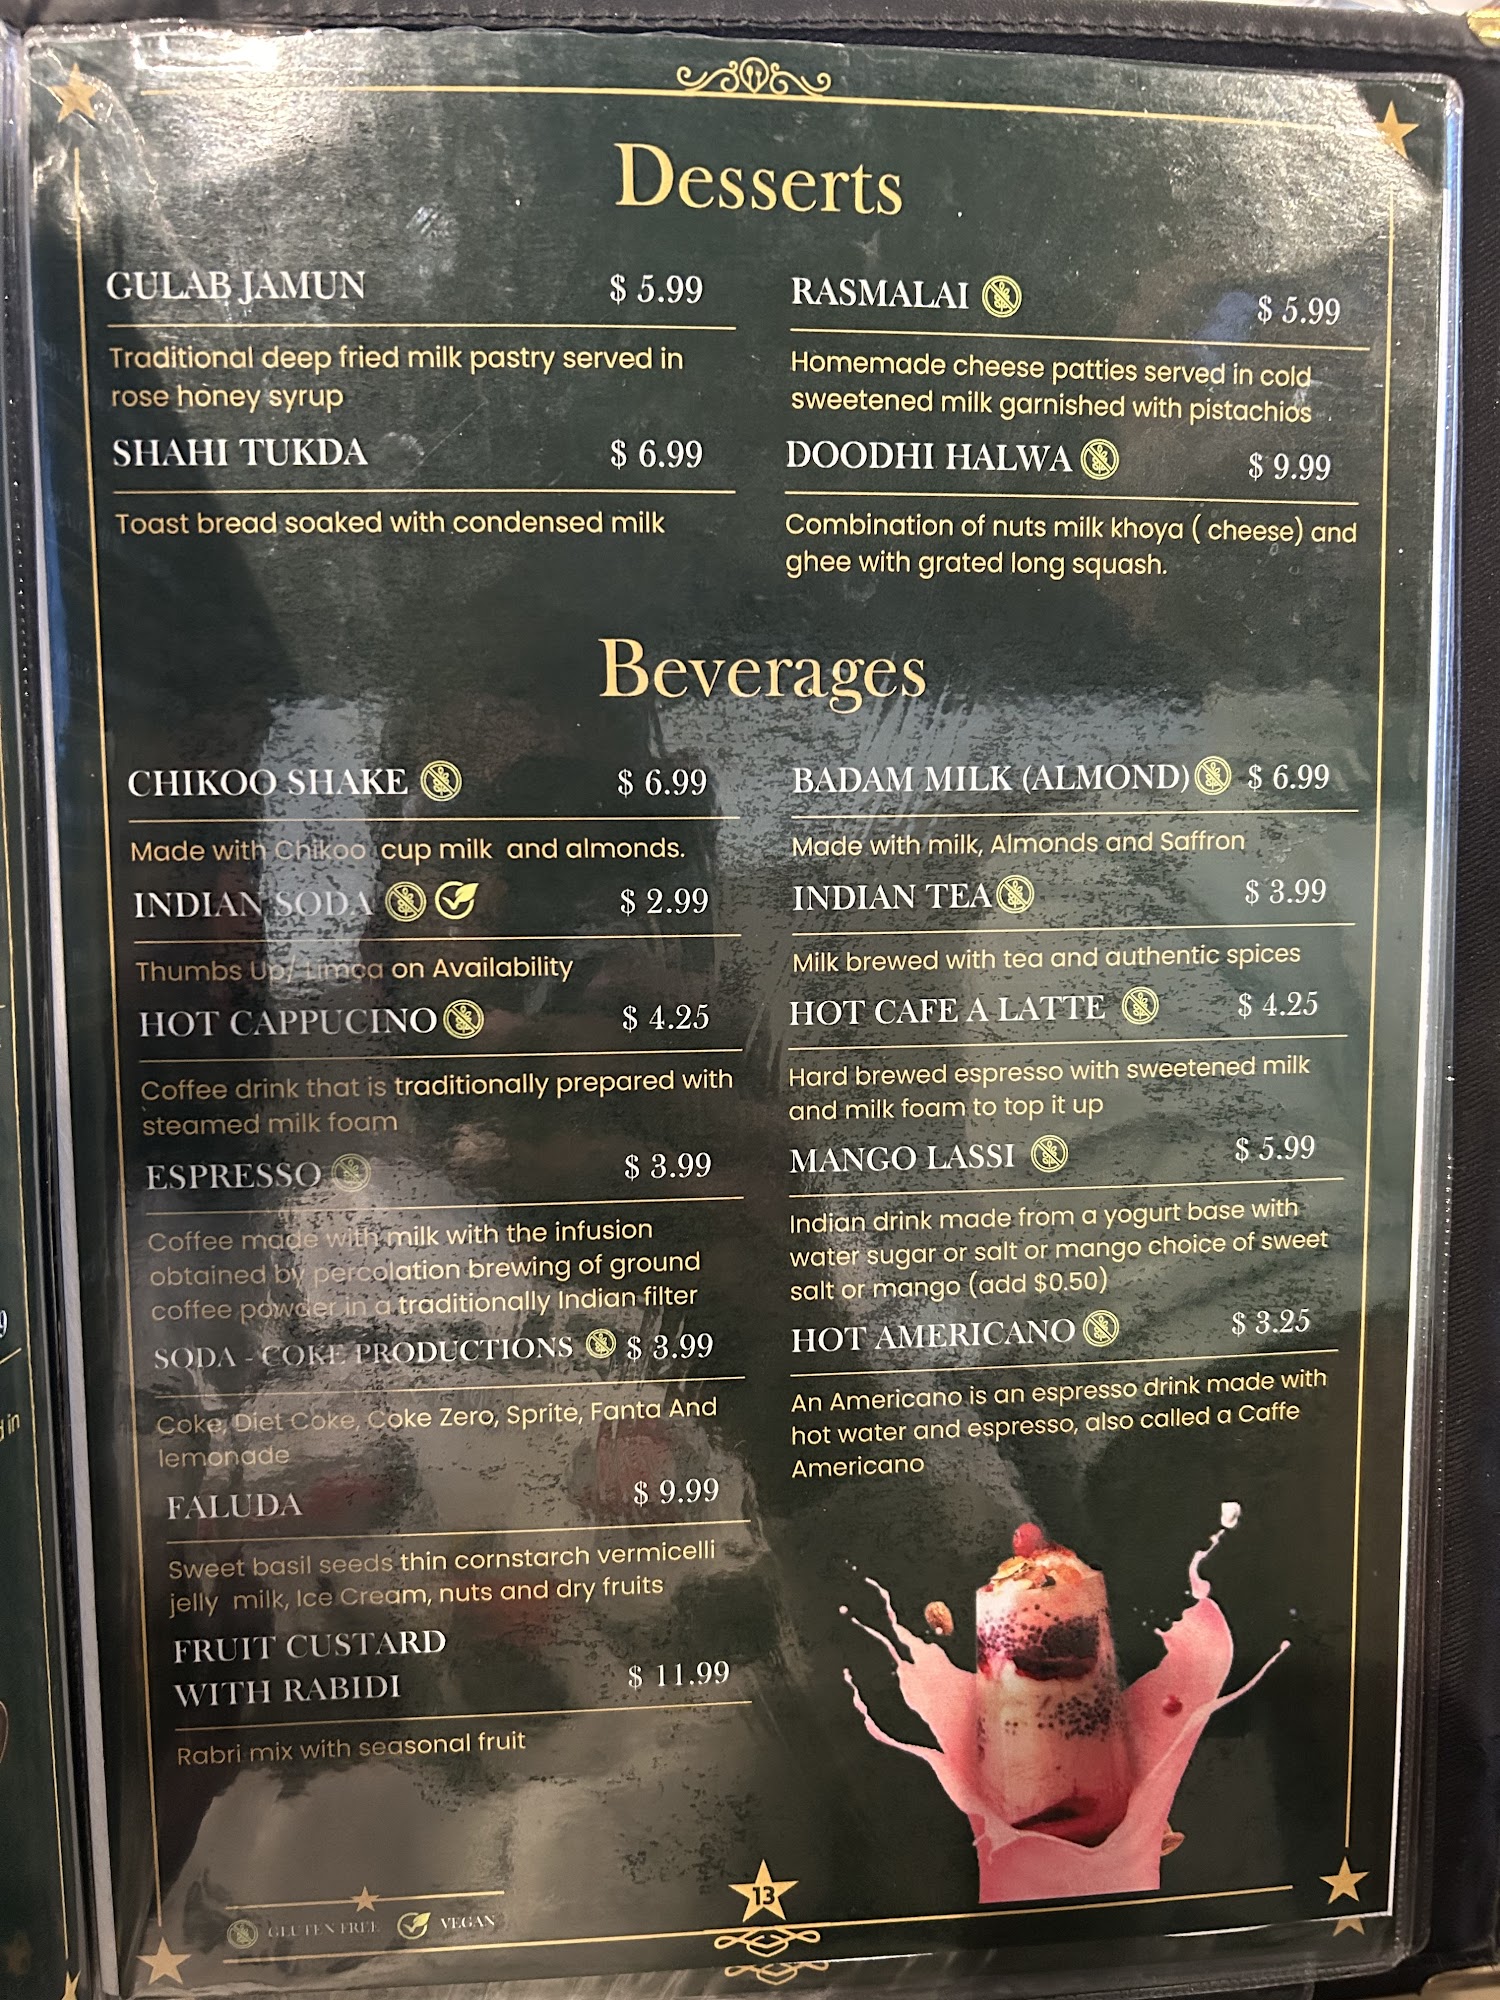 Desserts
GULAB JAMUN $ 5.99
Traditional deep fried milk pastry served in
rose honey syrup
SHAHI TUKDA $ 6.99
Toast bread soaked with condensed milk
RASMALAI $ 5.99
Homemade cheese patties served in cold
sweetened milk garnished with pistachios
DOODHI HALWA $ 9.99
Combination of nuts milk khoya ( cheese) and
ghee with grated long squash.
Beverages
CHIKOO SHAKE $ 6.99
Made with Chikoo cup milk and almonds.
INDIAN SODA $ 2.99
Thumbs Up/ Limca on Availability
HOT CAPPUCINO $ 4.25
Coffee drink that is traditionally prepared with
steamed milk foam
ESPRESSO $ 3.99
Coffee made with milk with the infusion
obtained by percolation brewing of ground
coffee powder in a traditionally Indian filter
SODA - COKE PRODUCTIONS $ 3.99
Coke, Diet Coke, Coke Zero, Sprite, Fanta And
lemonade
FALUDA $ 9.99
Sweet basil seeds thin cornstarch vermicelli
jelly milk, Ice Cream, nuts and dry fruits
FRUIT CUSTARD
WITH RABIDI $ 11.99
Rabri mix with seasonal fruit
BADAM MILK (ALMOND) $ 6.99
Made with milk, Almonds and Saffron
INDIAN TEA $ 3.99
Milk brewed with tea and authentic spices
HOT CAFE A LATTE $ 4.25
Hard brewed espresso with sweetened milk
and milk foam to top it up
MANGO LASSI $ 5.99
Indian drink made from a yogurt base with
water sugar or salt or mango choice of sweet
salt or mango (add $0.50)
HOT AMERICANO $ 3.25
An Americano is an espresso drink made with
hot water and espresso, also called a Caffe
Americano
GLUTEN FREE VEGAN
13